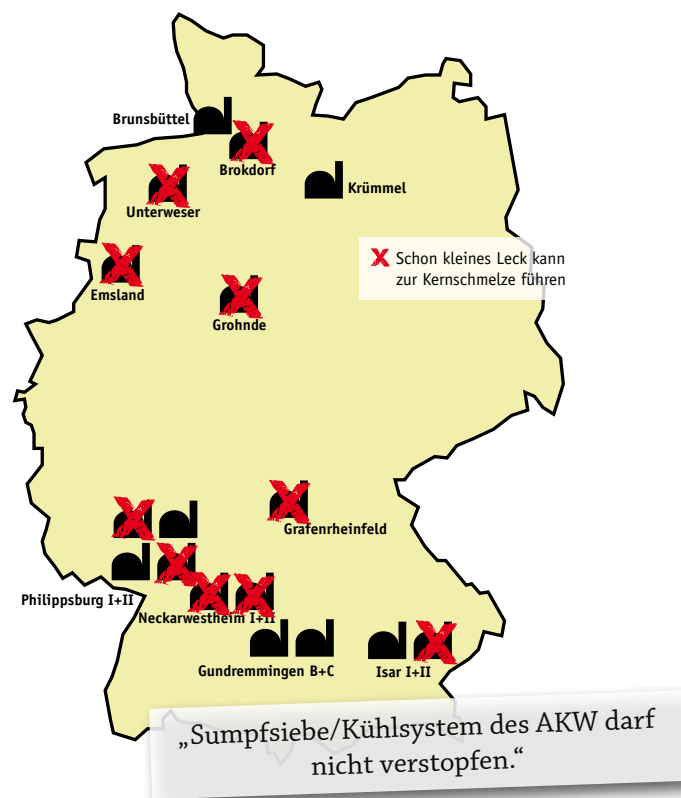 Brunsbüttel
Brokdorf
Krümmel
Unterweser
Schon kleines Leck kann
zur Kernschmelze führen
Emsland
Grohnde
Grafenrheinfeld
Philippsburg I+II
Neckarwestheim I+II
Gundremmingen B+C
Isar I+II
„Sumpfsiebe/Kühlsystem des AKW darf
nicht verstopfen.“